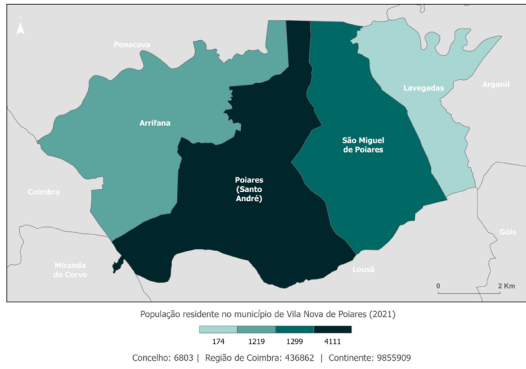 Penacova
Lavegadas
Arganil
Arrifana
São Miguel
de Poiares
Poiares
(Santo
André)
Coimbra
Góis
Miranda
do Corvo
Lousã
0 2 Km
População residente no município de Vila Nova de Poiares (2021)
174 1219 1299 4111
Concelho: 6803 | Região de Coimbra: 436862 | Continente: 9855909